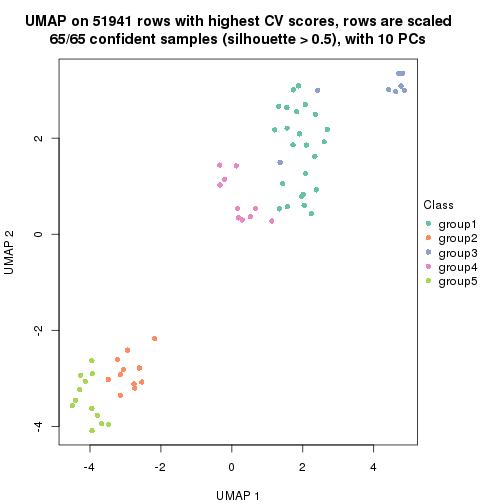 UMAP on 51941 rows with highest CV scores, rows are scaled
65/65 confident samples (silhouette > 0.5), with 10 PCs
2
0
-2
-4
UMAP 2
-4
-2
0
2
4
UMAP 1
Class
group1
group2
group3
group4
group5